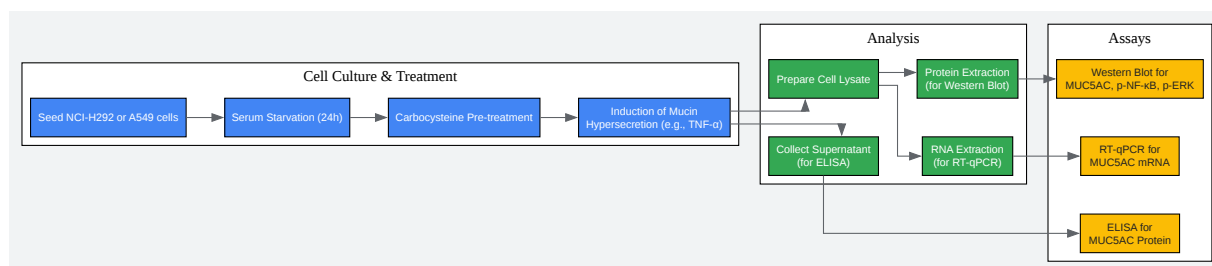 Cell Culture & Treatment
Seed NCI-H292 or A549 cells
Serum Starvation (24h)
Carbocysteine Pre-treatment
Induction of Mucin
Hypersecretion (e.g., TNF-α)
Analysis
Prepare Cell Lysate
Protein Extraction
(for Western Blot)
Collect Supernatant
(for ELISA)
RNA Extraction
(for RT-qPCR)
Assays
Western Blot for
MUC5AC, p-NF-κB, p-ERK
RT-qPCR for
MUC5AC mRNA
ELISA for
MUC5AC Protein